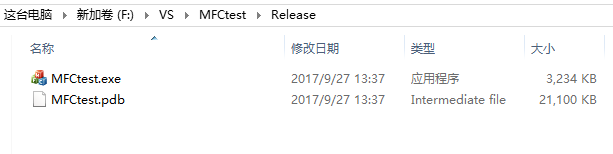 这台电脑 > 新加卷 (F:) > VS > MFCtest > Release
名称 修改日期 类型 大小
MFCtest.exe 2017/9/27 13:37 应用程序 3,234 KB
MFCtest.pdb 2017/9/27 13:37 Intermediate file 21,100 KB